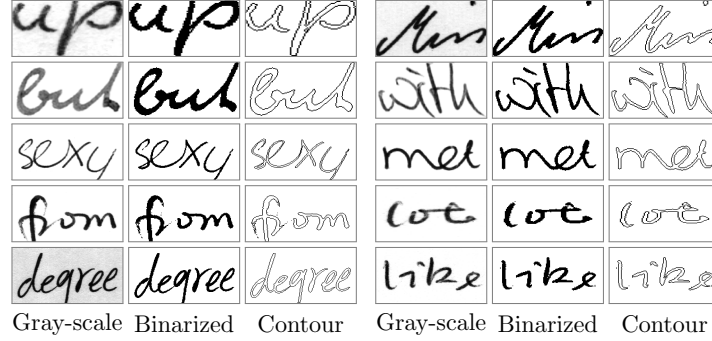 up up up Miss Miss Miss
but but but with with with
sexy sexy sexy met met met
from from from lot lot lot
degree degree degree like like like
Gray-scale Binarized Contour Gray-scale Binarized Contour